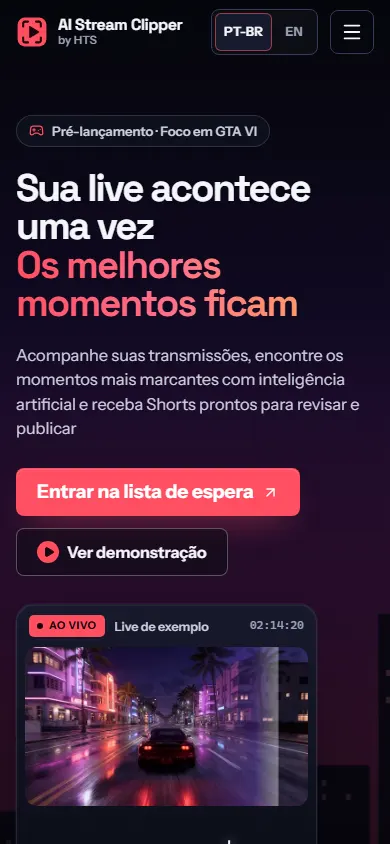 AI Stream Clipper
by HTS
PT-BR
EN
Pré-lançamento · Foco em GTA VI
Sua live acontece
uma vez
Os melhores
momentos ficam
Acompanhe suas transmissões, encontre os
momentos mais marcantes com inteligência
artificial e receba Shorts prontos para revisar e
publicar
Entrar na lista de espera
Ver demonstração
AO VIVO
Live de exemplo
02:14:20